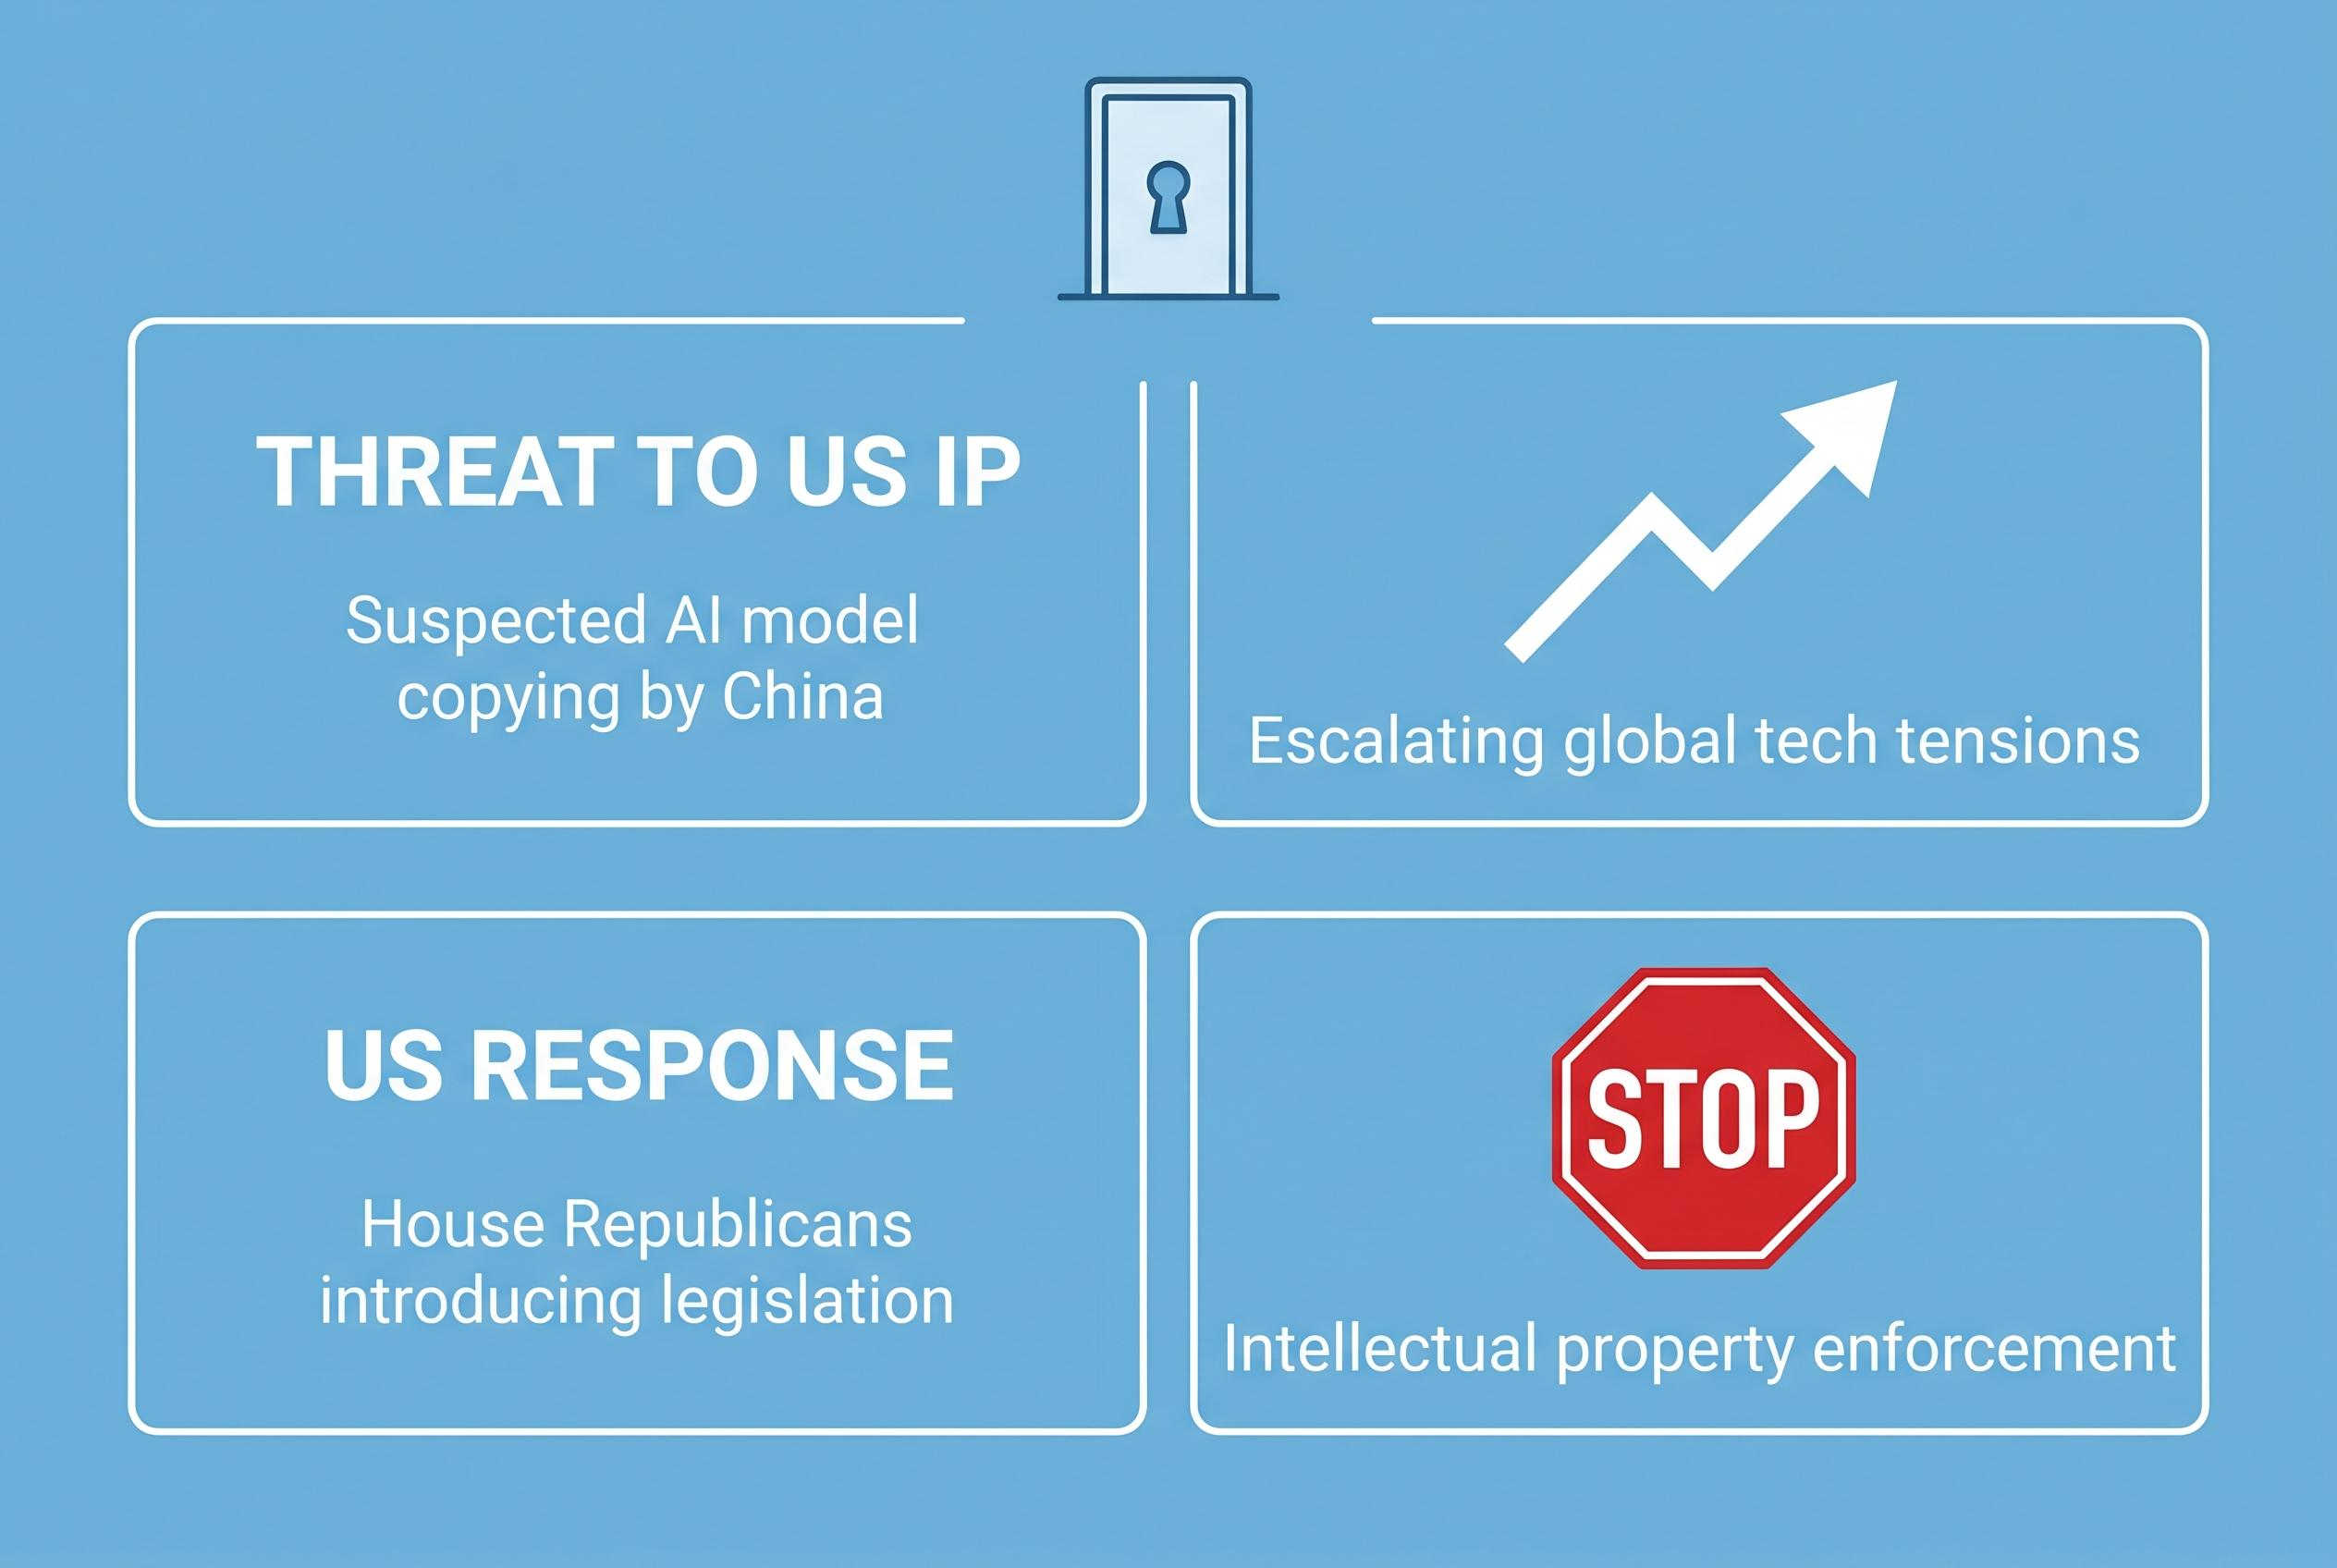 THREAT TO US IP
Suspected AI model
copying by China
Escalating global tech tensions
US RESPONSE
House Republicans
introducing legislation
STOP
Intellectual property enforcement